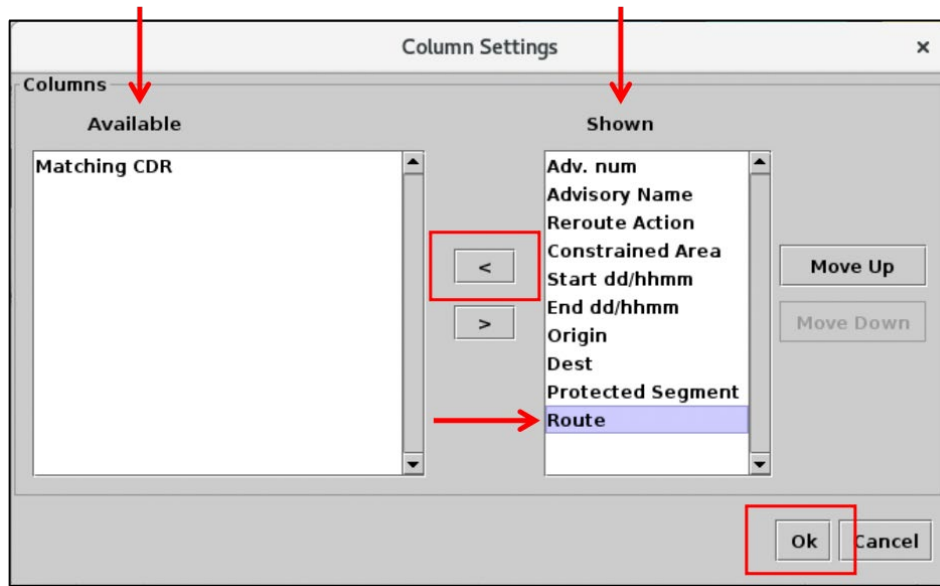 Column Settings ×
Columns
Available
Shown
Matching CDR
Adv. num
Advisory Name
Reroute Action
Constrained Area
Start dd/hhmm
End dd/hhmm
Origin
Dest
Protected Segment
Route
<
>
Move Up
Move Down
Ok
Cancel